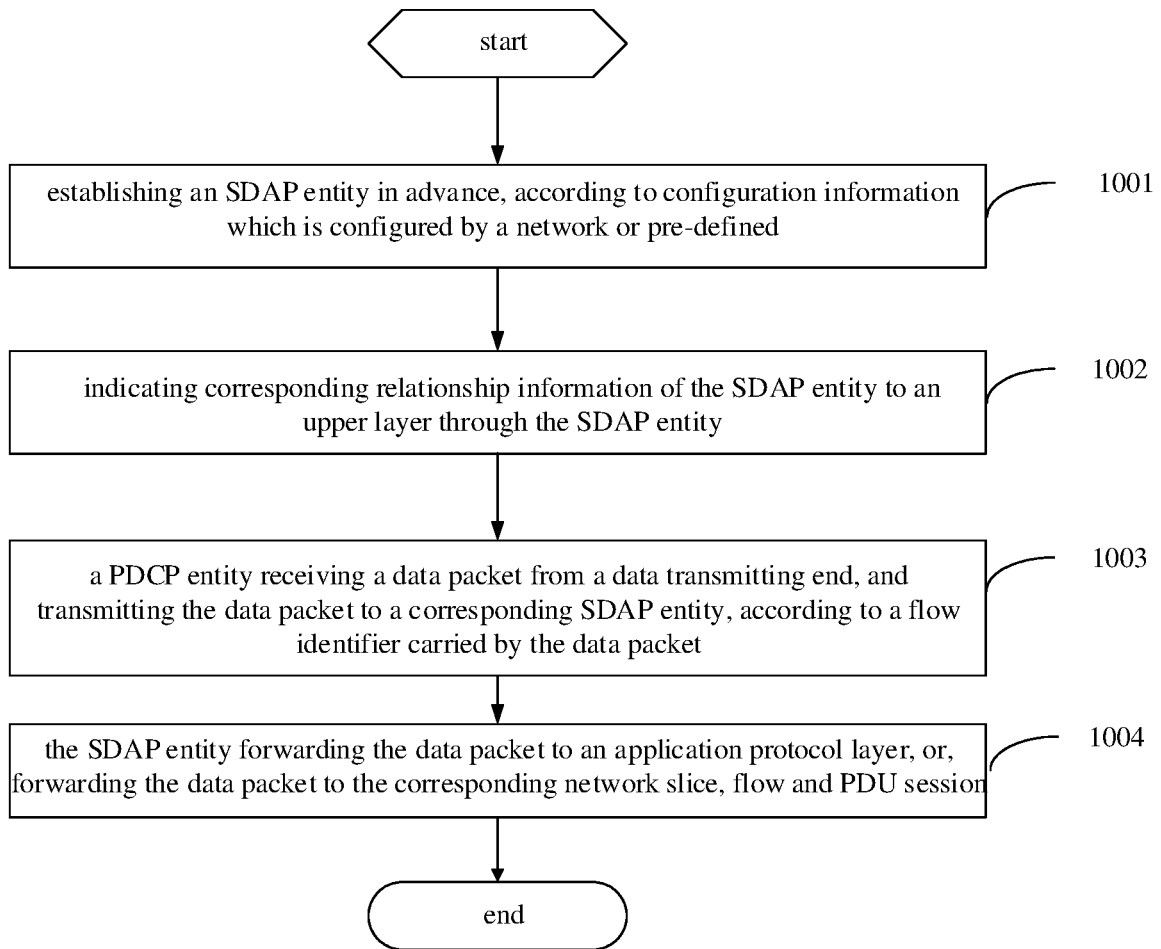 start
establishing an SDAP entity in advance, according to configuration information
which is configured by a network or pre-defined
1001
indicating corresponding relationship information of the SDAP entity to an
upper layer through the SDAP entity
1002
a PDCP entity receiving a data packet from a data transmitting end, and
transmitting the data packet to a corresponding SDAP entity, according to a flow
identifier carried by the data packet
1003
the SDAP entity forwarding the data packet to an application protocol layer, or,
forwarding the data packet to the corresponding network slice, flow and PDU session
1004
end